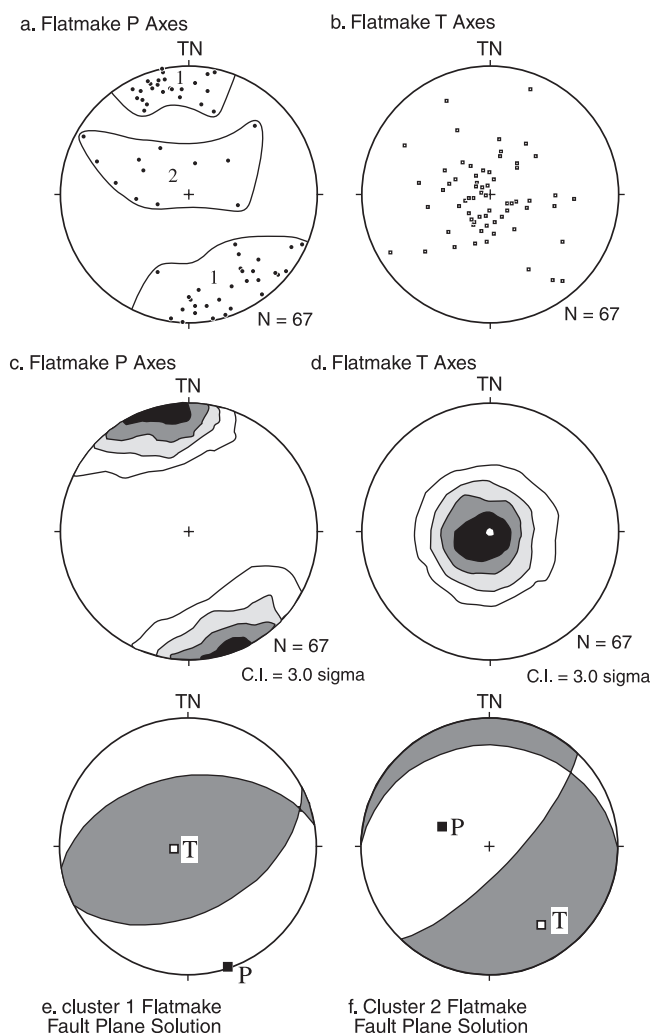 a. Flatmake P Axes
TN
1
2
1
N = 67
b. Flatmake T Axes
TN
N = 67
c. Flatmake P Axes
TN
N = 67
C.I. = 3.0 sigma
d. Flatmake T Axes
TN
N = 67
C.I. = 3.0 sigma
TN
T
P
e. cluster 1 Flatmake
Fault Plane Solution
TN
P
T
f. Cluster 2 Flatmake
Fault Plane Solution